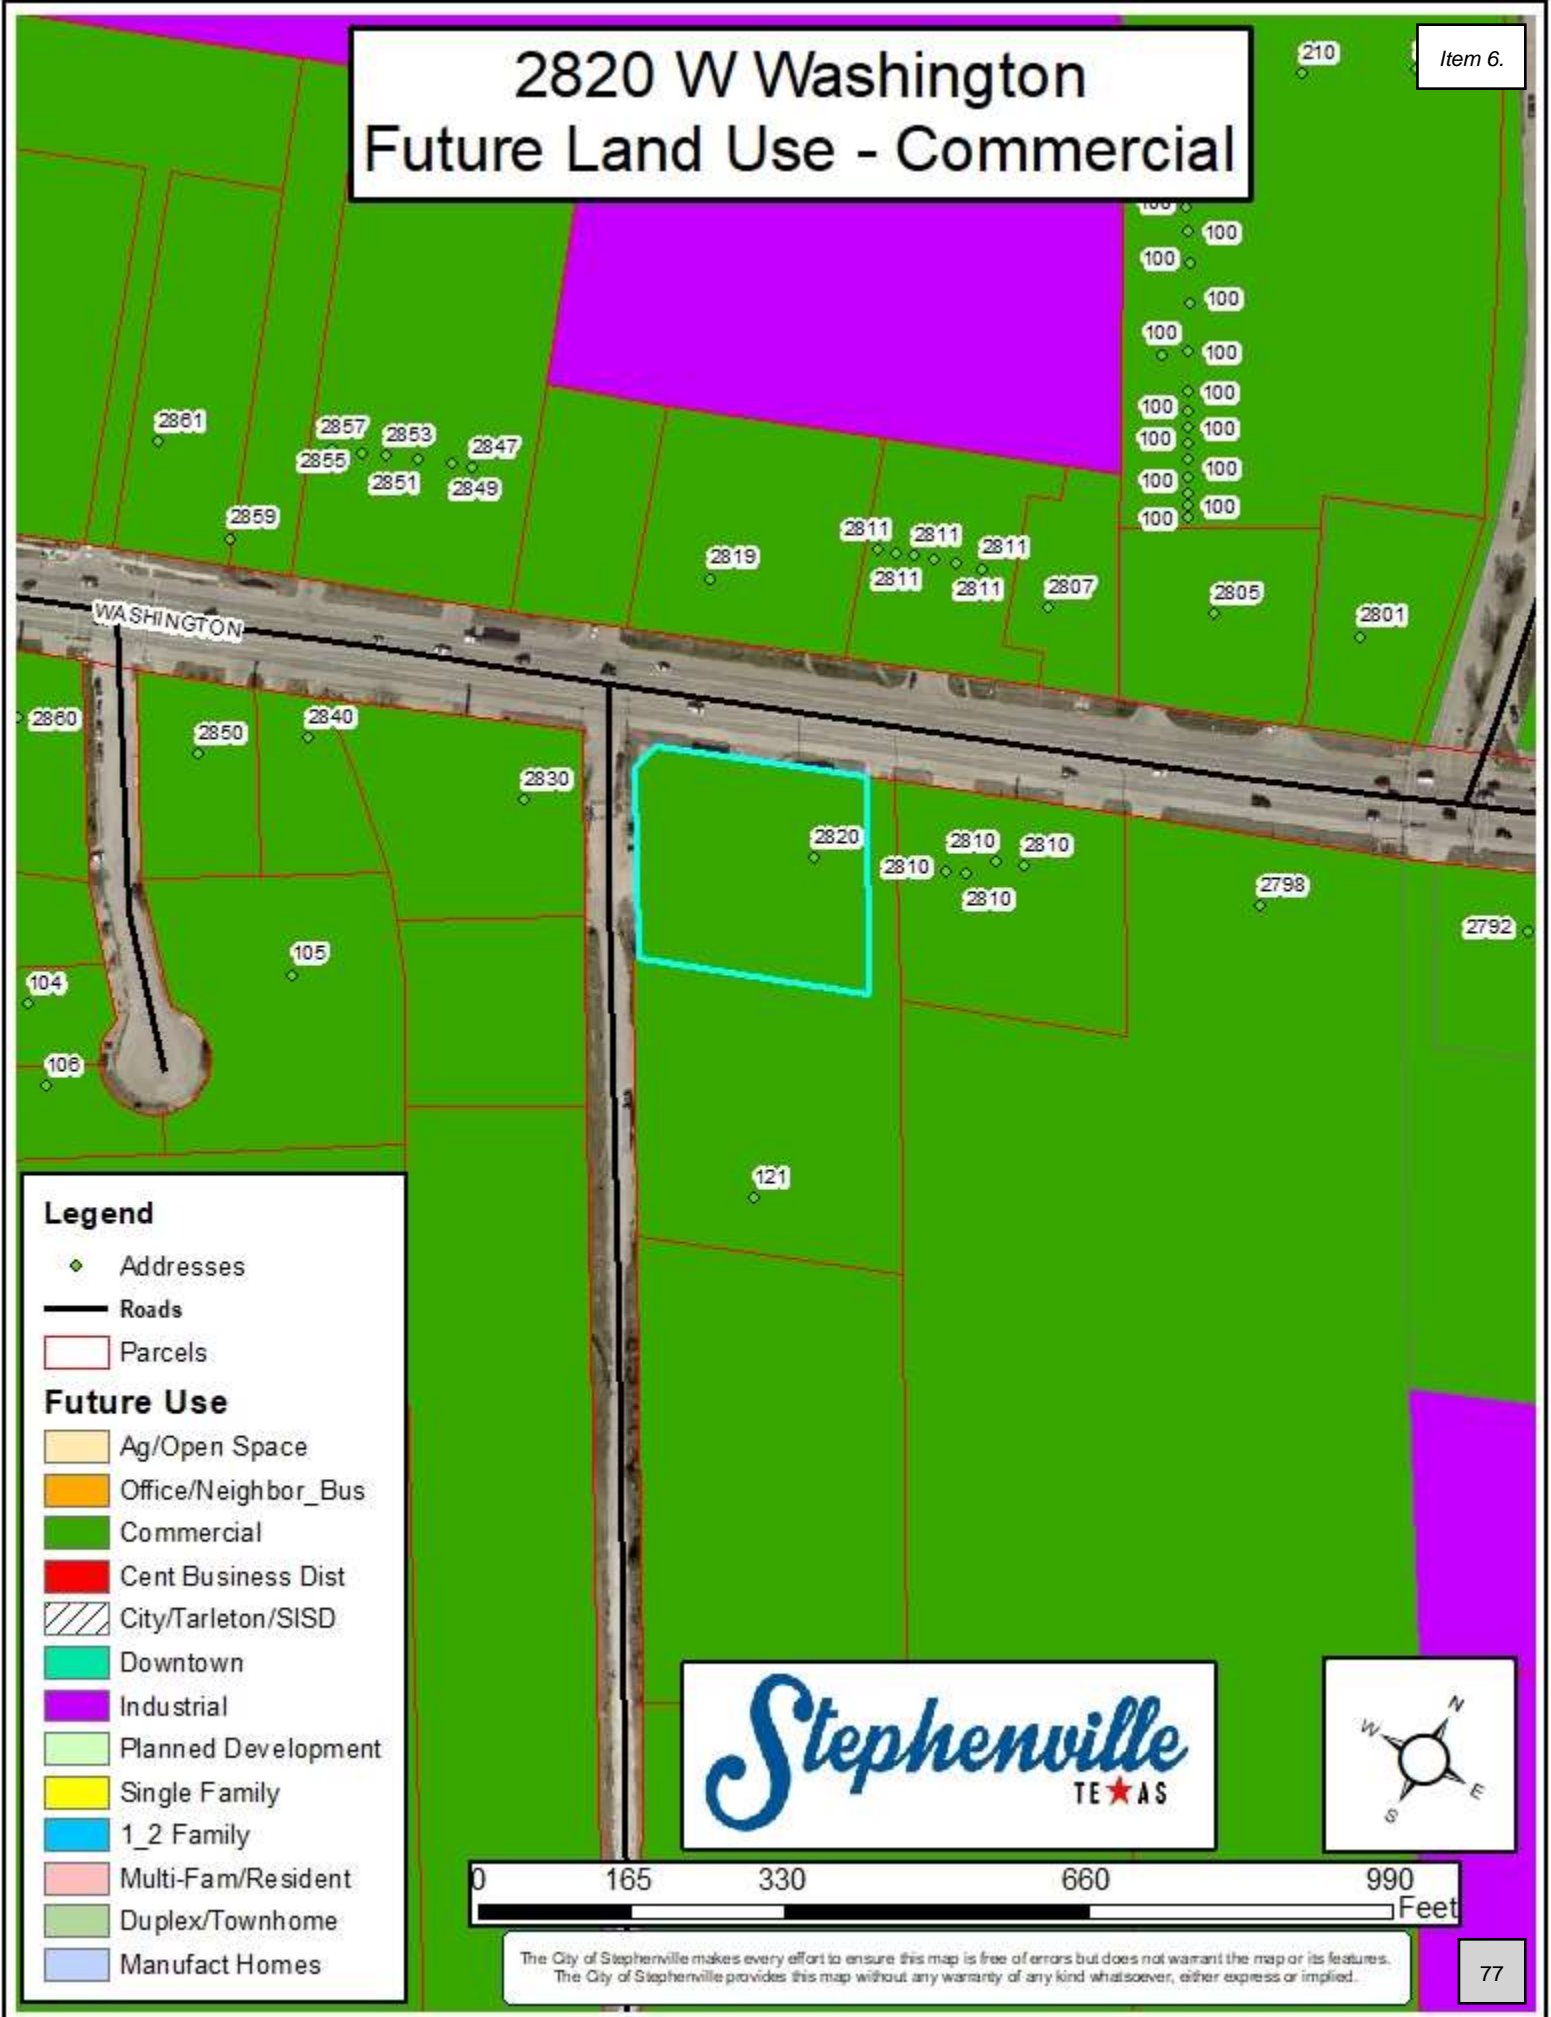 2820 W Washington
Future Land Use - Commercial
Item 6.
210
100
100
100
100
100
100
100
100
100
100
100
100
100
100
2861
2857
2853
2847
2855
2851
2849
2859
2819
2811
2811
2811
2811
2811
2807
2805
2801
WASHINGTON
2860
2850
2840
2830
2820
2810
2810
2810
2810
2798
2792
105
104
106
121
Legend
Addresses
Roads
Parcels
Future Use
Ag/Open Space
Office/Neighbor_Bus
Commercial
Cent Business Dist
City/Tarleton/SISD
Downtown
Industrial
Planned Development
Single Family
1_2 Family
Multi-Fam/Resident
Duplex/Townhome
Manufact Homes
Stephenville
TEXAS
N
W
E
S
0 165 330 660 990
Feet
The City of Stephenville makes every effort to ensure this map is free of errors but does not warrant the map or its features.
The City of Stephenville provides this map without any warranty of any kind whatsoever, either express or implied.
77